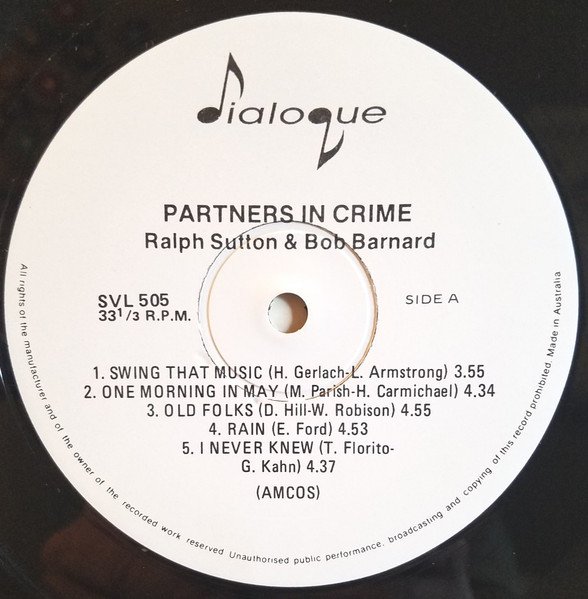 dialogue
PARTNERS IN CRIME
Ralph Sutton & Bob Barnard
SVL 505
SIDE A
33 1/3 R.P.M.
1. SWING THAT MUSIC (H. Gerlach-L. Armstrong) 3.55
2. ONE MORNING IN MAY (M. Parish-H. Carmichael) 4.34
3. OLD FOLKS (D. Hill-W. Robison) 4.55
4. RAIN (E. Ford) 4.53
5. I NEVER KNEW (T. Florito-
G. Kahn) 4.37
(AMCOS)
All rights of the manufacturer and of the owner of the recorded work reserved Unauthorised public performance, broadcasting and copying of this record prohibited. Made in Australia